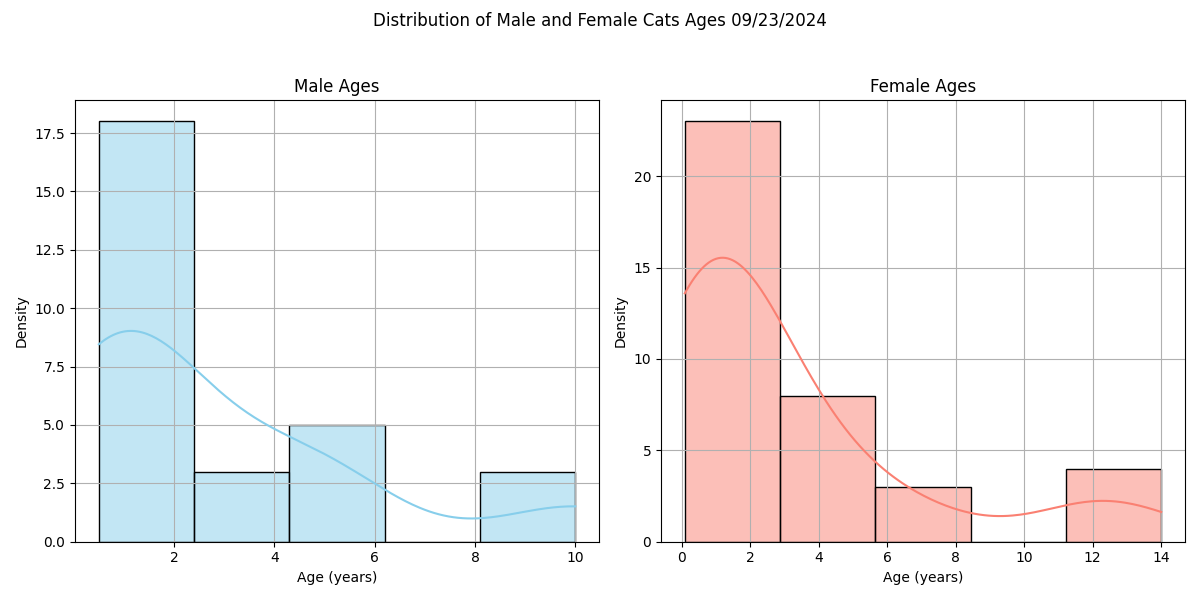 Distribution of Male and Female Cats Ages 09/23/2024
Male Ages
17.5
15.0
12.5
10.0
7.5
5.0
2.5
0.0
Density
2 4 6 8 10
Age (years)
Female Ages
20
15
10
5
0
Density
0 2 4 6 8 10 12 14
Age (years)